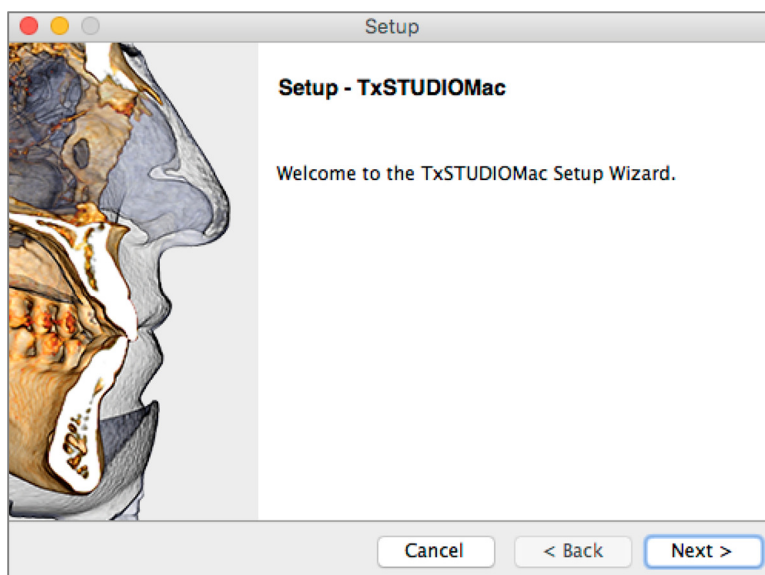 Setup
Setup - TxSTUDIOMac
Welcome to the TxSTUDIOMac Setup Wizard.
Cancel
< Back
Next >